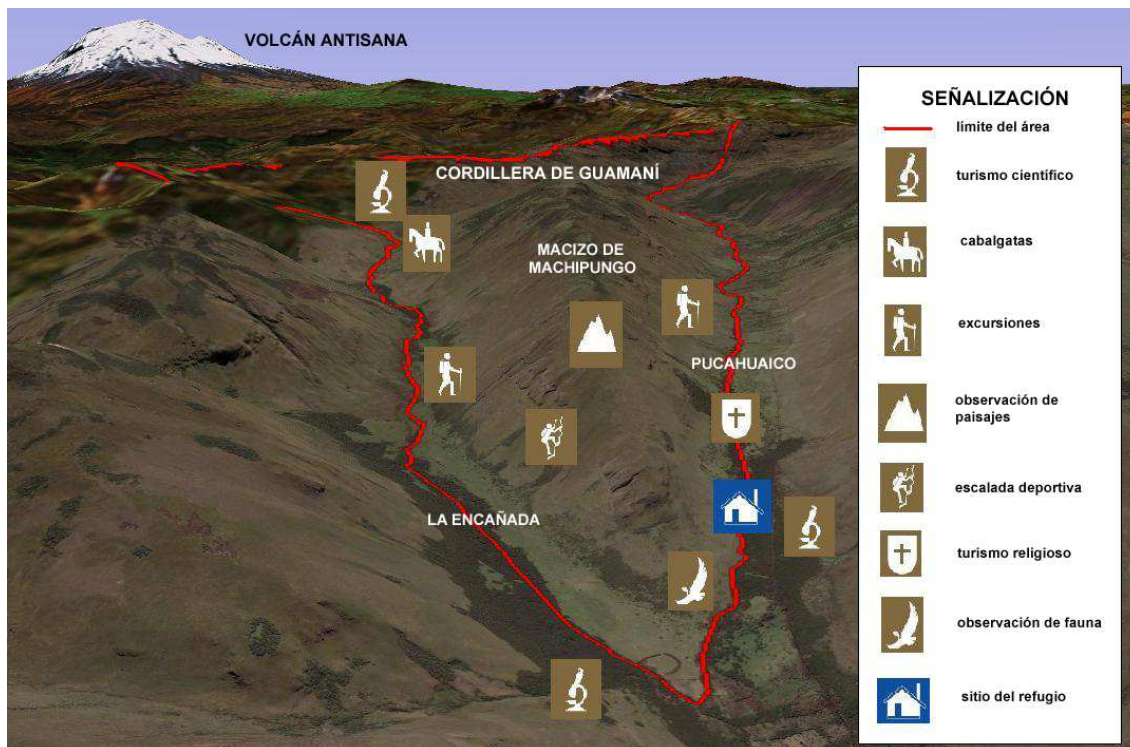 VOLCÁN ANTISANA
CORDILLERA DE GUAMANÍ
MACIZO DE
MACHIPUNGO
PUCAHUAICO
LA ENCAÑADA
SEÑALIZACIÓN
límite del área
turismo científico
cabalgatas
excursiones
observación de
paisajes
escalada deportiva
turismo religioso
observación de fauna
sitio del refugio